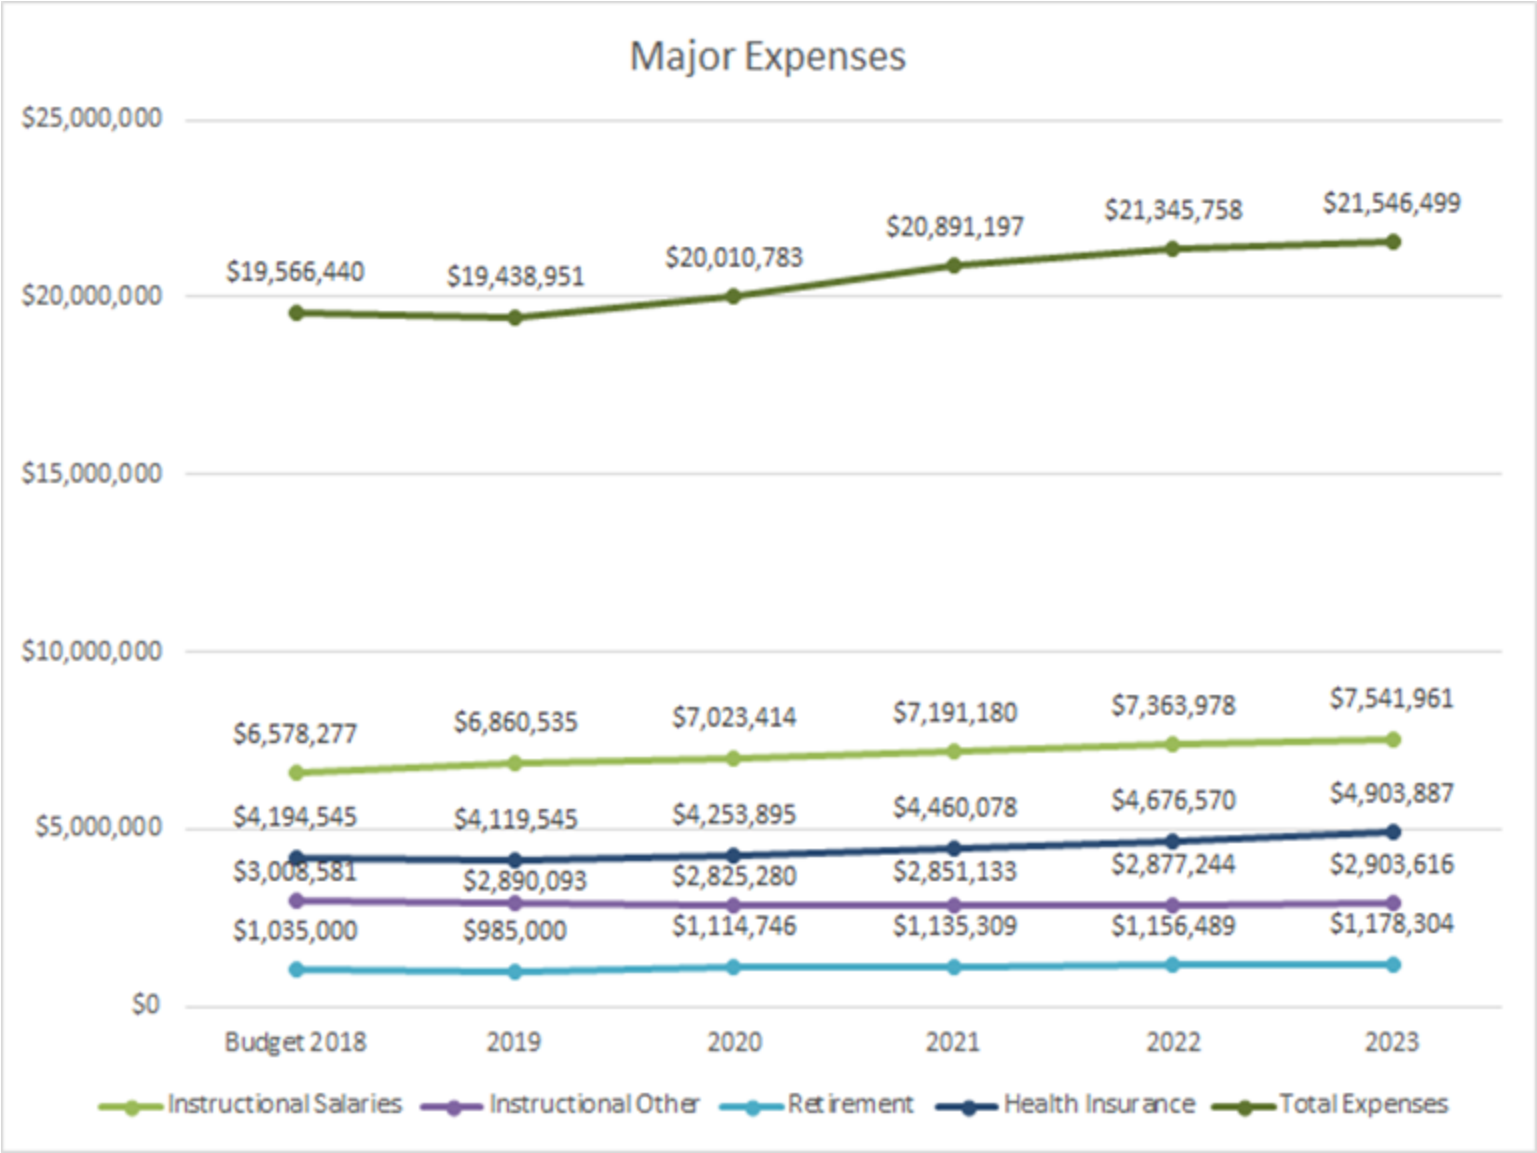 Major Expenses
$25,000,000
$21,546,499
$21,345,758
$20,891,197
$20,010,783
$19,566,440
$19,438,951
$20,000,000
$15,000,000
$10,000,000
$6,578,277 $6,860,535 $7,023,414 $7,191,180 $7,363,978 $7,541,961
$4,194,545 $4,119,545 $4,253,895 $4,460,078 $4,676,570 $4,903,887
$5,000,000
$3,008,581 $2,890,093 $2,825,280 $2,851,133 $2,877,244 $2,903,616
$1,035,000 $985,000 $1,114,746 $1,135,309 $1,156,489 $1,178,304
$0
Budget 2018 2019 2020 2021 2022 2023
Instructional Salaries Instructional Other Retirement Health Insurance Total Expenses